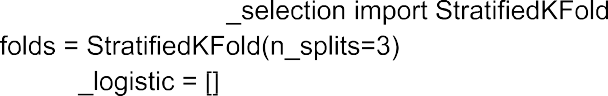 _selection import StratifiedKFold
folds = StratifiedKFold(n_splits=3)
_logistic = []